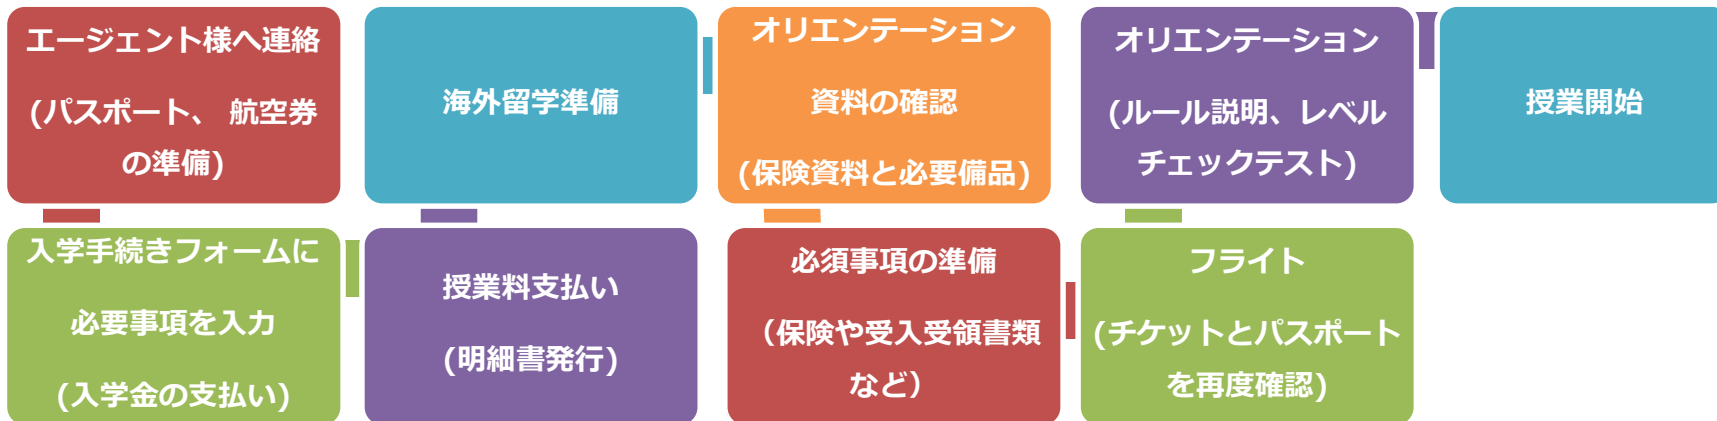 エージェント様へ連絡
(パスポート、 航空券
の準備)
入学手続きフォームに
必要事項を入力
(入学金の支払い)
授業料支払い
(明細書発行)
海外留学準備
オリエンテーション
資料の確認
(保険資料と必要備品)
必須事項の準備
（保険や受入受領書類
など）
フライト
(チケットとパスポート
を再度確認)
オリエンテーション
(ルール説明、レベル
チェックテスト)
授業開始